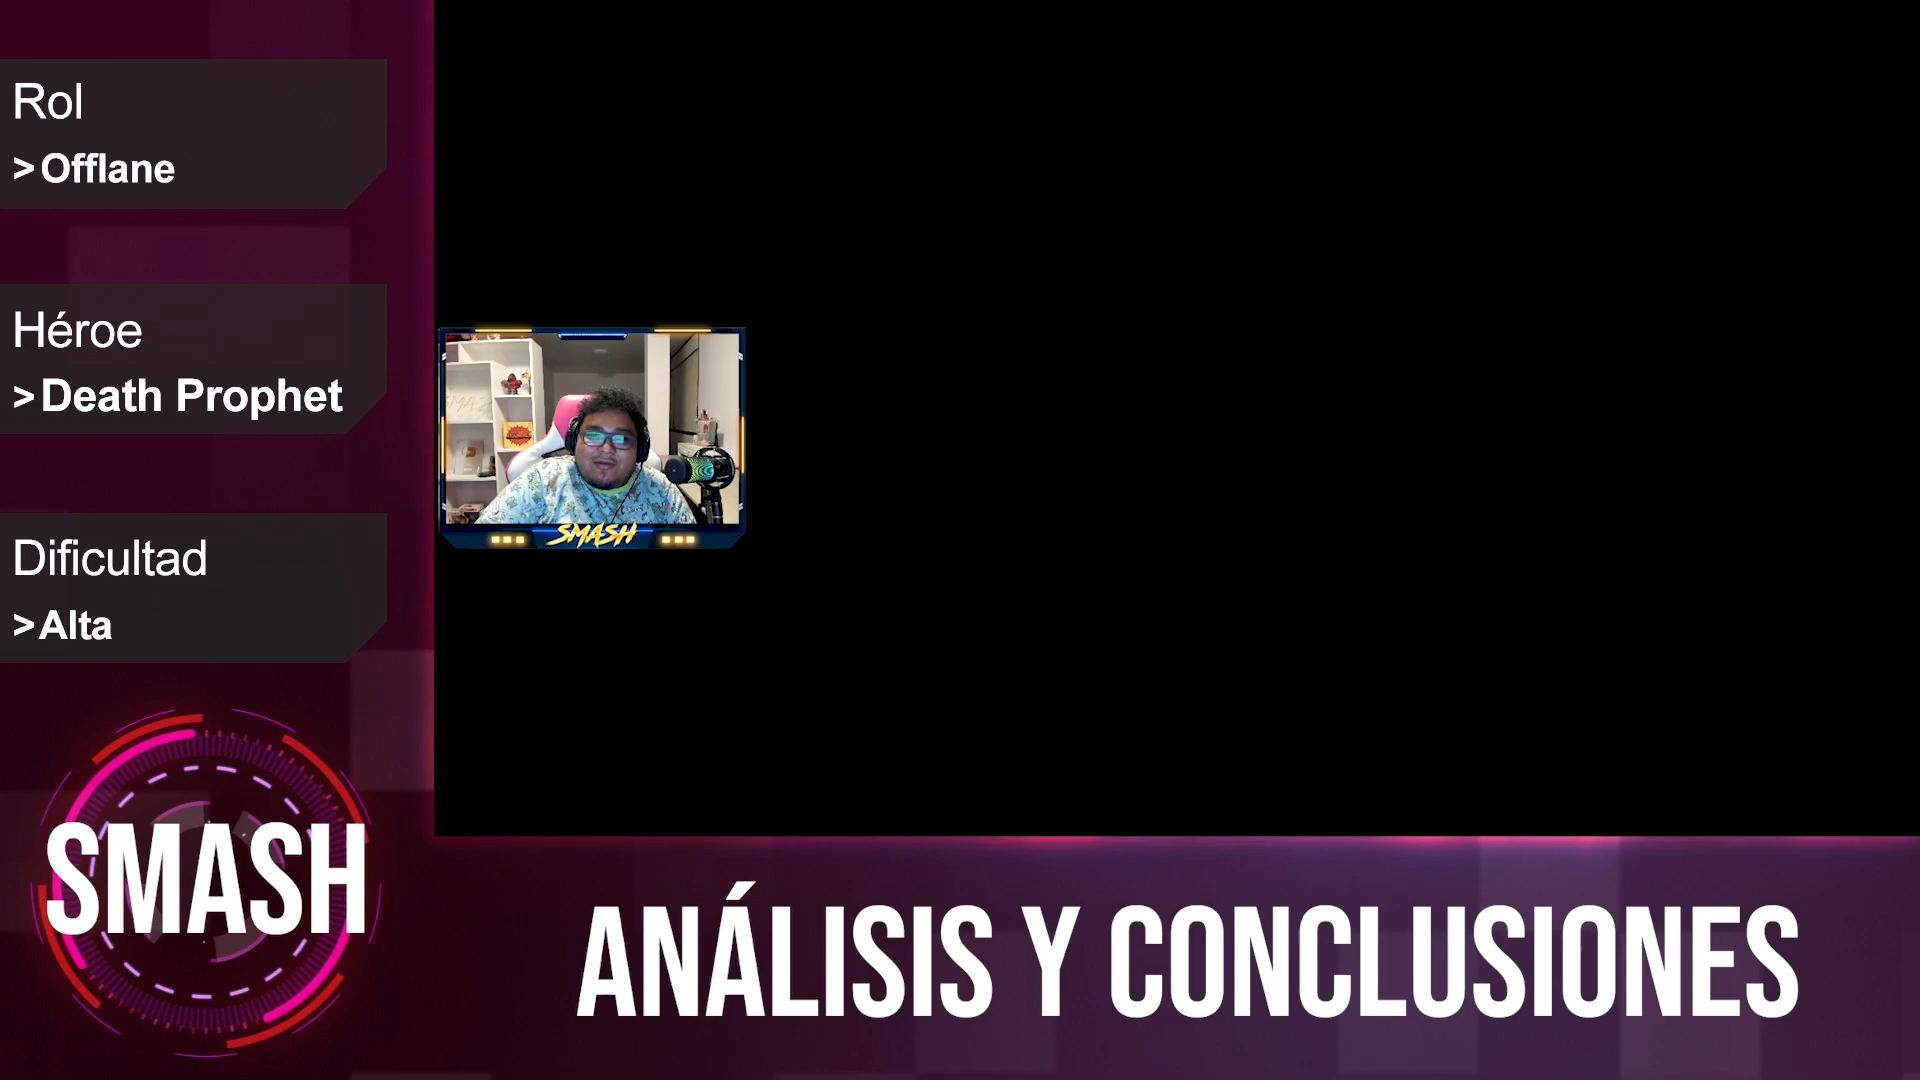 Rol
>Offlane
Héroe
>Death Prophet
Dificultad
>Alta
SMASH
SMASH
ANÁLISIS Y CONCLUSIONES